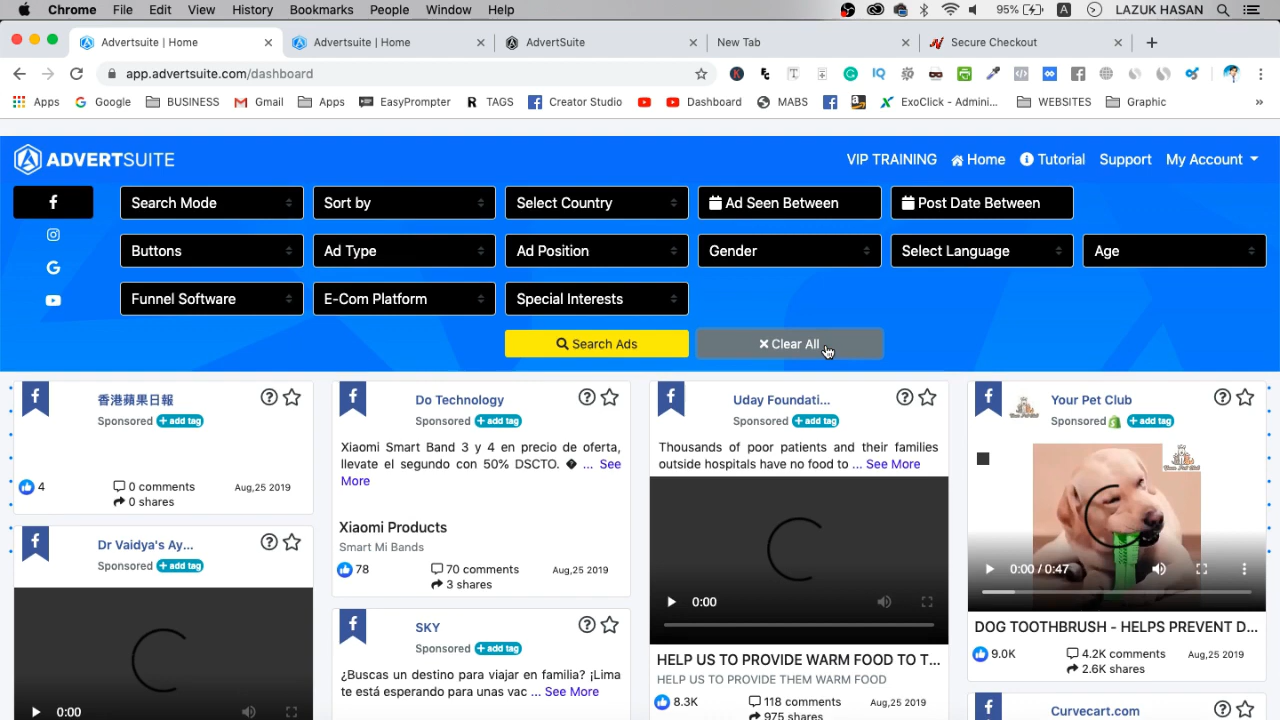 Chrome File Edit View History Bookmarks People Window Help 95% A LAZUK HASAN
Advertsuite | Home Advertsuite | Home AdvertSuite New Tab Secure Checkout
app.advertsuite.com/dashboard
Apps Google BUSINESS Gmail Apps EasyPrompter TAGS Creator Studio Dashboard MABS ExoClick - Admini... WEBSITES Graphic
ADVERTSUITE VIP TRAINING Home Tutorial Support My Account
Search Mode Sort by Select Country Ad Seen Between Post Date Between
Buttons Ad Type Ad Position Gender Select Language Age
Funnel Software E-Com Platform Special Interests
Search Ads Clear All
香港蘋果日報
Sponsored + add tag
4 0 comments Aug,25 2019
0 shares
Dr Vaidya's Ay...
Sponsored + add tag
0:00
Do Technology
Sponsored + add tag
Xiaomi Smart Band 3 y 4 en precio de oferta,
llevate el segundo con 50% DSCTO. � ... See
More
Xiaomi Products
Smart Mi Bands
78 70 comments Aug,25 2019
3 shares
SKY
Sponsored + add tag
¿Buscas un destino para viajar en familia? ¡Lima
te está esperando para unas vac ... See More
Uday Foundati...
Sponsored + add tag
Thousands of poor patients and their families
outside hospitals have no food to ... See More
0:00
HELP US TO PROVIDE WARM FOOD TO T...
HELP US TO PROVIDE THEM WARM FOOD
8.3K 118 comments Aug,25 2019
975 shares
Your Pet Club
Sponsored + add tag
0:00 / 0:47
DOG TOOTHBRUSH - HELPS PREVENT D...
9.0K 4.2K comments Aug,25 2019
2.6K shares
Curvecart.com